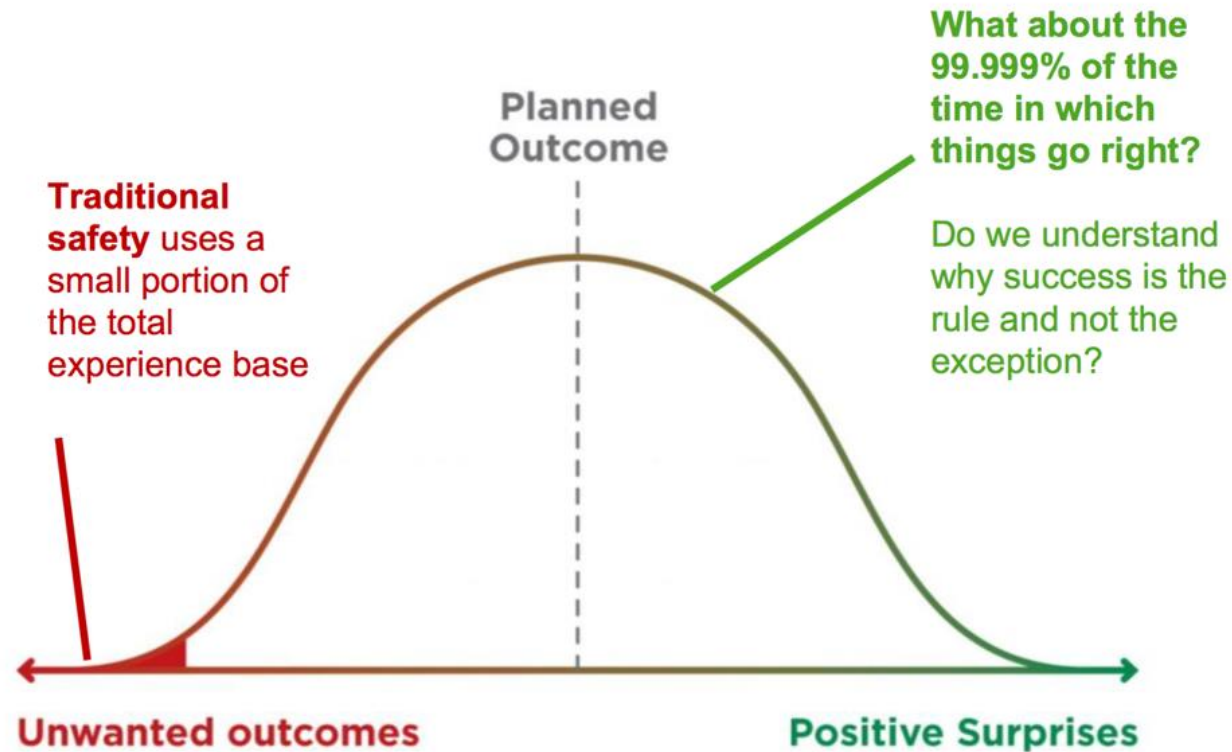 What about the
99.999% of the
time in which
things go right?
Do we understand
why success is the
rule and not the
exception?
Planned
Outcome
Traditional
safety uses a
small portion of
the total
experience base
Unwanted outcomes
Positive Surprises